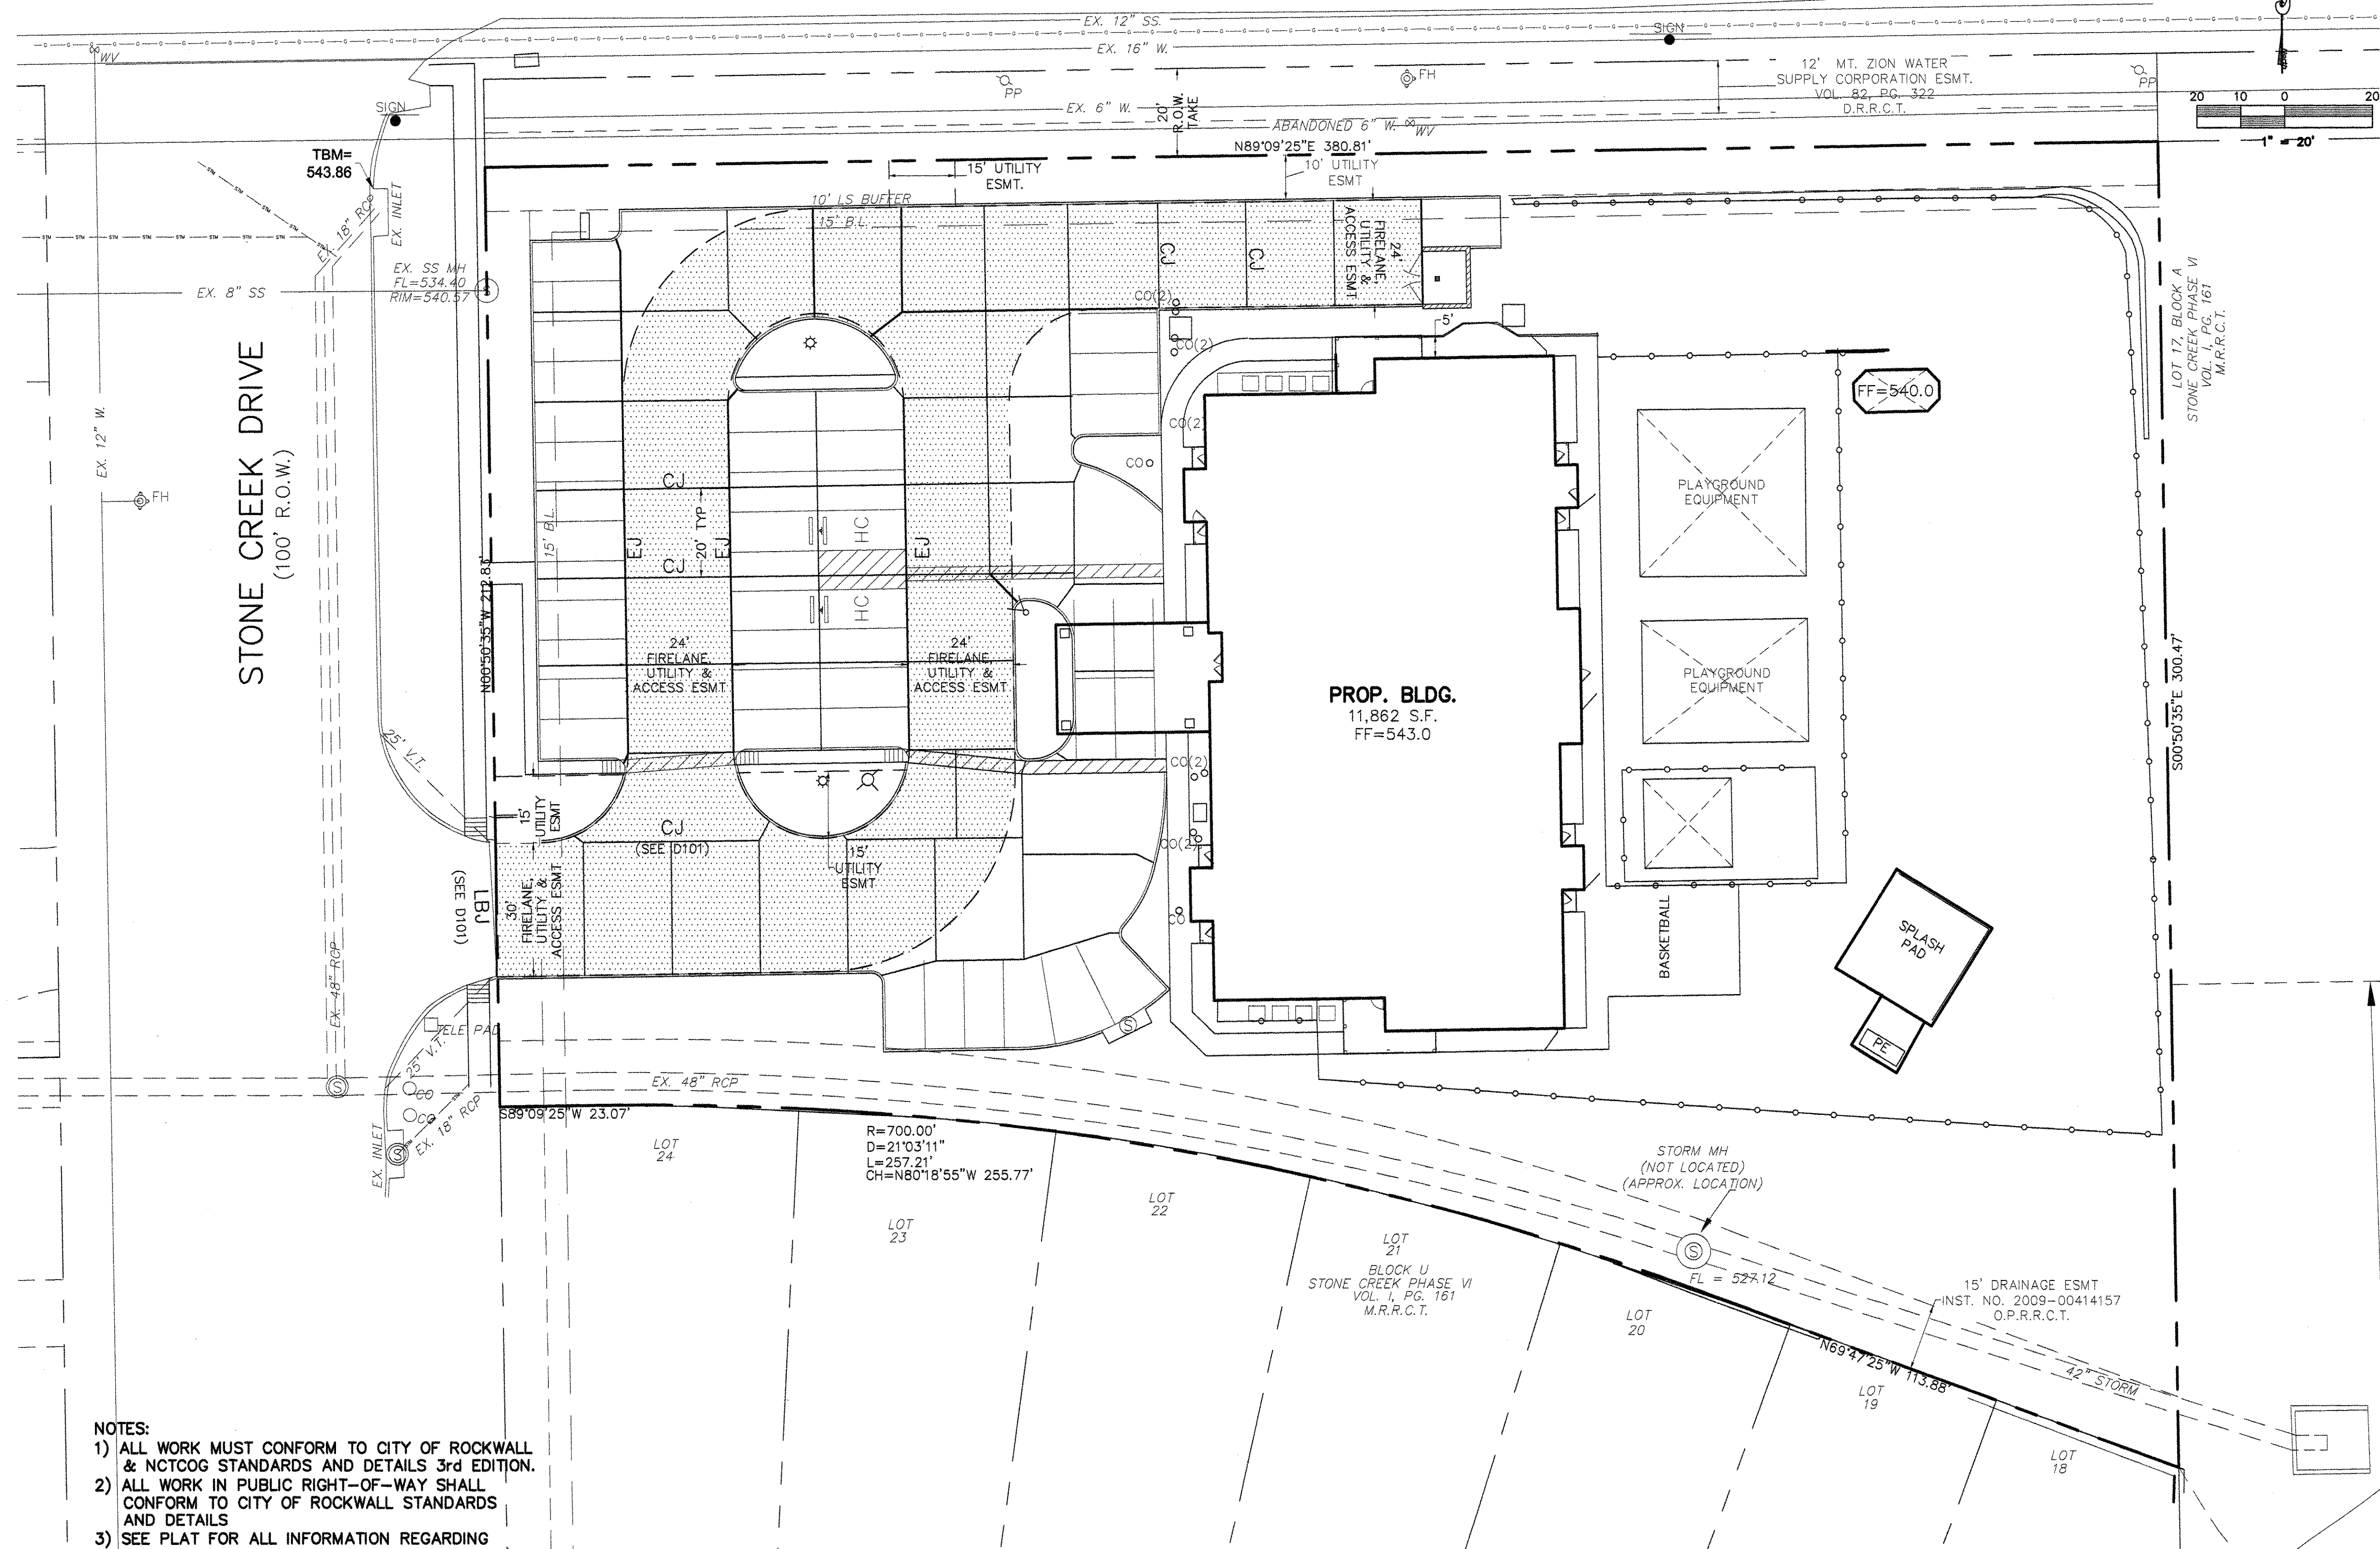 EX. 12" SS.
SIGN
WV
EX. 16" W.
12' MT. ZION WATER
SUPPLY CORPORATION ESMT.
VOL. 82, PG. 322
D.R.R.C.T.
PP
FH
PP
20 10 0 20
1" = 20'
SIGN
EX. 6" W.
20'
R.O.W.
TAKE
ABANDONED 6" W.
WV
N89°09'25"E 380.81'
TBM=
543.86
15' UTILITY
ESMT.
10' UTILITY
ESMT
10' LS BUFFER
15' B.L.
EX. 18" RCP
EX. INLET
EX. SS MH
FL=534.40
RIM=540.57
EX. 8" SS
CJ
CJ
24'
FIRELANE,
UTILITY &
ACCESS ESMT
CO(2)
CO(2)
5'
LOT 17, BLOCK A
STONE CREEK PHASE VI
VOL. I, PG. 161
M.R.R.C.T.
FF=540.0
STONE CREEK DRIVE
(100' R.O.W.)
EX. 12" W.
FH
CO(2)
CO
CJ
20' TYP
15' B.L.
EJ
EJ
EJ
HC
CJ
HC
PLAYGROUND
EQUIPMENT
N00°50'35"W 212.83'
24'
FIRELANE,
UTILITY &
ACCESS ESMT
24'
FIRELANE,
UTILITY &
ACCESS ESMT
PLAYGROUND
EQUIPMENT
PROP. BLDG.
11,862 S.F.
FF=543.0
S00°50'35"E 300.47'
25' V.T.
CO(2)
15'
UTILITY
ESMT
CJ
(SEE D101)
15'
UTILITY
ESMT
CO(2)
LBJ
(SEE D101)
30'
FIRELANE,
UTILITY &
ACCESS ESMT
CO
BASKETBALL
SPLASH
PAD
PE
EX. 48" RCP
TELE PAD
25' V.T.
S
S
CO
CO
EX. 18" RCP
S
EX. INLET
EX. 48" RCP
S89°09'25"W 23.07'
R=700.00'
D=21°03'11"
L=257.21'
CH=N80°18'55"W 255.77'
LOT
24
LOT
23
LOT
22
LOT
21
BLOCK U
STONE CREEK PHASE VI
VOL. I, PG. 161
M.R.R.C.T.
STORM MH
(NOT LOCATED)
(APPROX. LOCATION)
S
FL = 527.12
15' DRAINAGE ESMT
INST. NO. 2009-00414157
O.P.R.R.C.T.
LOT
20
N69°47'25"W 113.88'
LOT
19
42" STORM
LOT
18
NOTES:
1) ALL WORK MUST CONFORM TO CITY OF ROCKWALL
& NCTCOG STANDARDS AND DETAILS 3rd EDITION.
2) ALL WORK IN PUBLIC RIGHT-OF-WAY SHALL
CONFORM TO CITY OF ROCKWALL STANDARDS
AND DETAILS
3) SEE PLAT FOR ALL INFORMATION REGARDING